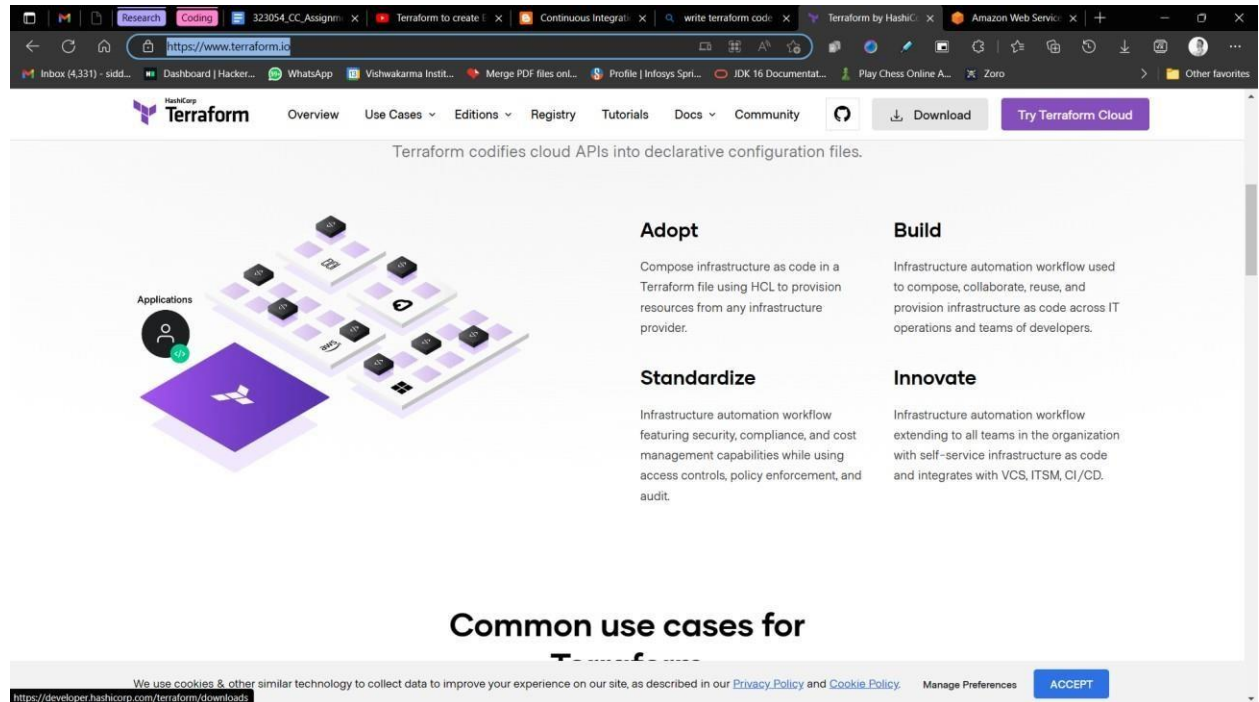 Research
Coding
323054_CC_Assignm
Terraform to create E
Continuous Integrati
write terraform code
Terraform by HashiC
Amazon Web Service
https://www.terraform.io
Inbox (4,331) - sidd...
Dashboard | Hacker...
WhatsApp
Vishwakarma Instit...
Merge PDF files onl...
Profile | Infosys Spri...
JDK 16 Documentat...
Play Chess Online A...
Zoro
Other favorites
HashiCorp
Terraform
Overview
Use Cases
Editions
Registry
Tutorials
Docs
Community
Download
Try Terraform Cloud
Terraform codifies cloud APIs into declarative configuration files.
Applications
aws
Adopt
Compose infrastructure as code in a
Terraform file using HCL to provision
resources from any infrastructure
provider.
Build
Infrastructure automation workflow used
to compose, collaborate, reuse, and
provision infrastructure as code across IT
operations and teams of developers.
Standardize
Infrastructure automation workflow
featuring security, compliance, and cost
management capabilities while using
access controls, policy enforcement, and
audit.
Innovate
Infrastructure automation workflow
extending to all teams in the organization
with self-service infrastructure as code
and integrates with VCS, ITSM, CI/CD.
Common use cases for
Terraform
We use cookies & other similar technology to collect data to improve your experience on our site, as described in our Privacy Policy and Cookie Policy.
Manage Preferences
ACCEPT
https://developer.hashicorp.com/terraform/downloads